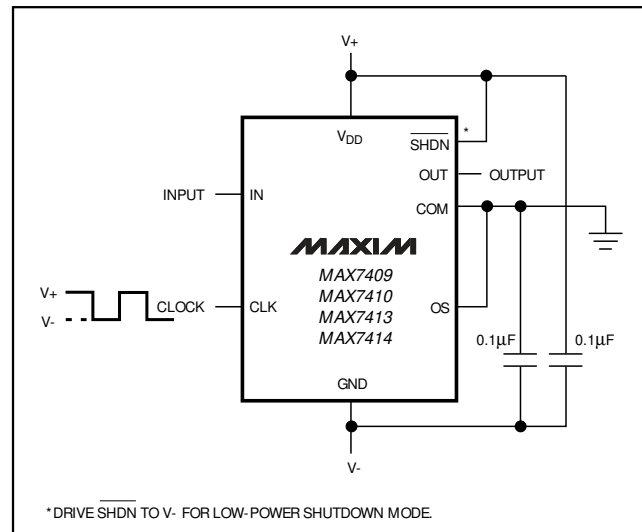 V+
VDD
SHDN
*
OUT
OUTPUT
INPUT
IN
COM
MAXIM
MAX7409
MAX7410
MAX7413
MAX7414
V+
V-
CLOCK
CLK
OS
0.1µF
0.1µF
GND
V-
*DRIVE SHDN TO V- FOR LOW-POWER SHUTDOWN MODE.